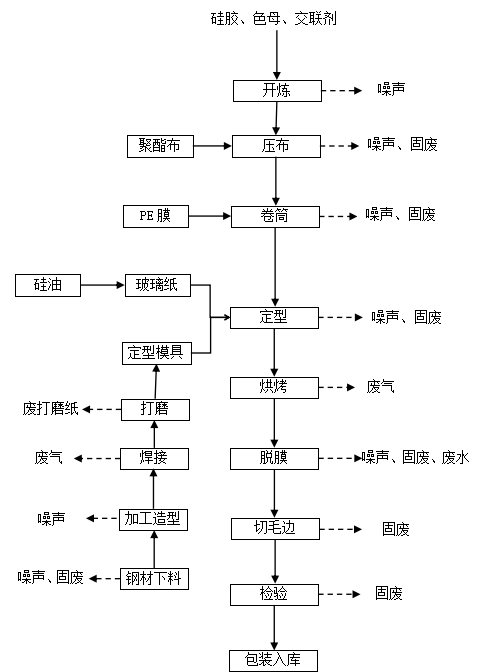 硅胶、色母、交联剂
开炼
噪声
聚酯布
压布
噪声、固废
PE膜
卷筒
噪声、固废
硅油
玻璃纸
定型
噪声、固废
定型模具
烘烤
废气
废打磨纸
打磨
废气
焊接
脱膜
噪声、固废、废水
噪声
加工造型
切毛边
固废
噪声、固废
钢材下料
检验
固废
包装入库